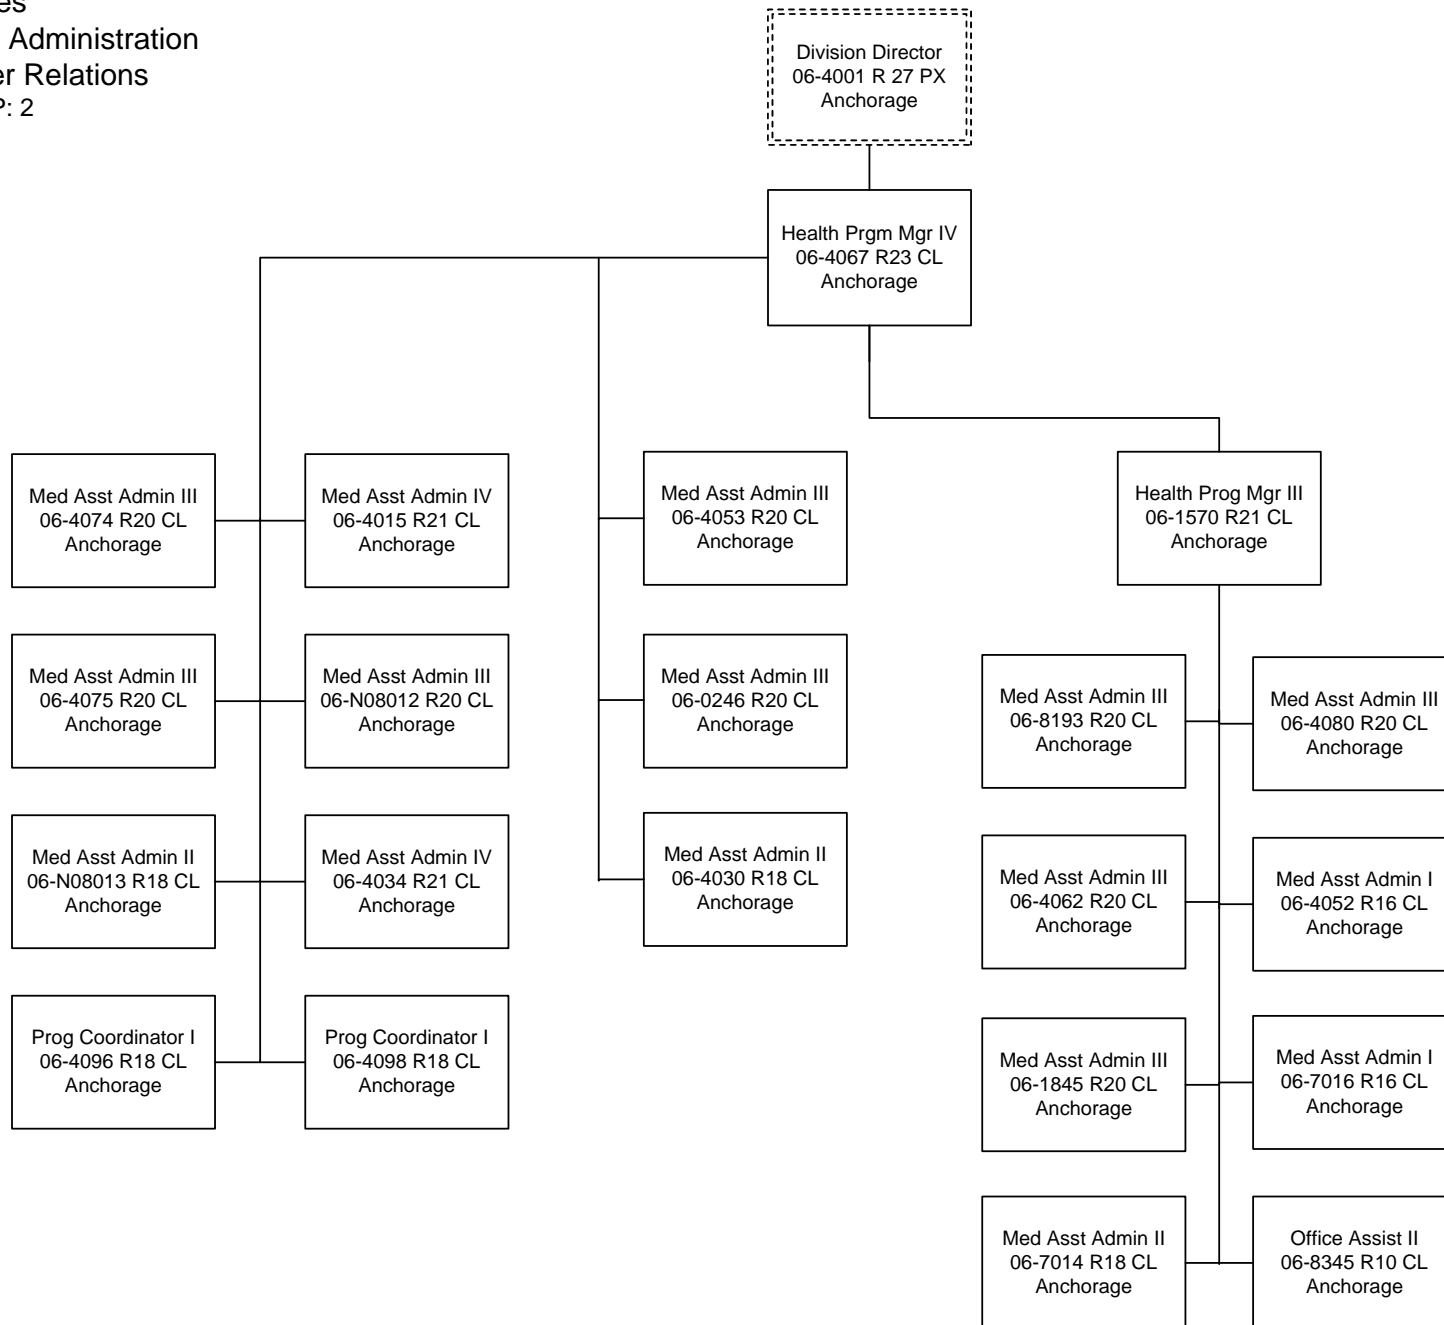 Administration
Relations
2
Division Director
06-4001 R 27 PX
Anchorage
Health Prgm Mgr IV
06-4067 R23 CL
Anchorage
Med Asst Admin III
06-4074 R20 CL
Anchorage
Med Asst Admin IV
06-4015 R21 CL
Anchorage
Med Asst Admin III
06-4053 R20 CL
Anchorage
Health Prog Mgr III
06-1570 R21 CL
Anchorage
Med Asst Admin III
06-4075 R20 CL
Anchorage
Med Asst Admin III
06-N08012 R20 CL
Anchorage
Med Asst Admin III
06-0246 R20 CL
Anchorage
Med Asst Admin III
06-8193 R20 CL
Anchorage
Med Asst Admin III
06-4080 R20 CL
Anchorage
Med Asst Admin II
06-N08013 R18 CL
Anchorage
Med Asst Admin IV
06-4034 R21 CL
Anchorage
Med Asst Admin II
06-4030 R18 CL
Anchorage
Med Asst Admin III
06-4062 R20 CL
Anchorage
Med Asst Admin I
06-4052 R16 CL
Anchorage
Prog Coordinator I
06-4096 R18 CL
Anchorage
Prog Coordinator I
06-4098 R18 CL
Anchorage
Med Asst Admin III
06-1845 R20 CL
Anchorage
Med Asst Admin I
06-7016 R16 CL
Anchorage
Med Asst Admin II
06-7014 R18 CL
Anchorage
Office Assist II
06-8345 R10 CL
Anchorage